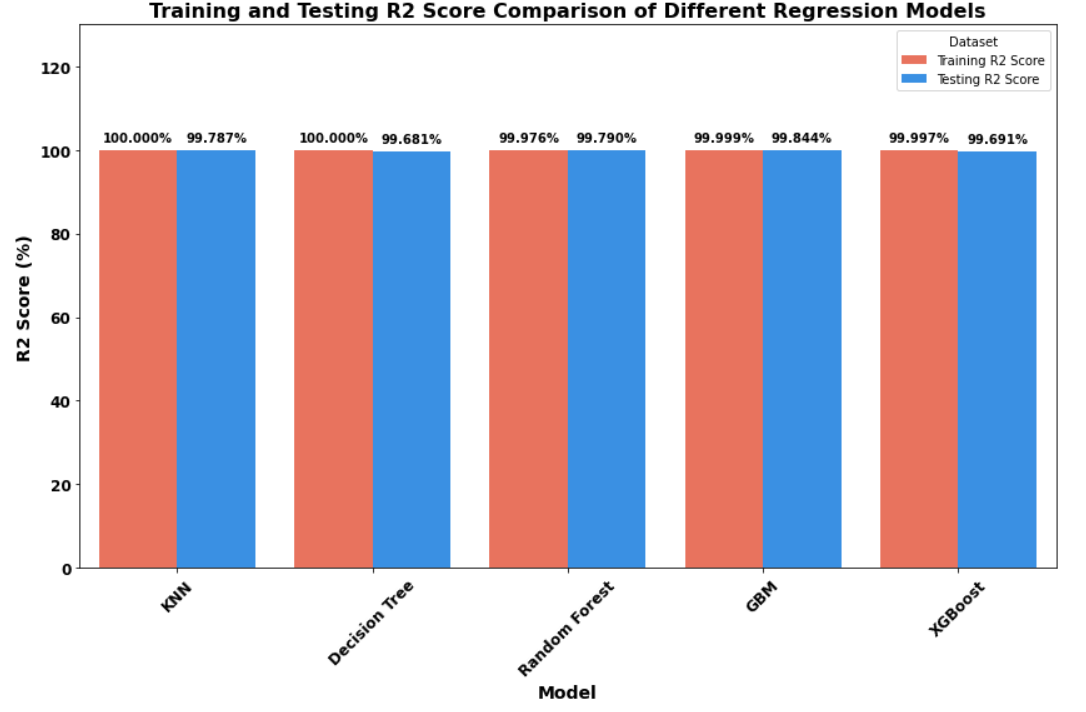 Training and Testing R2 Score Comparison of Different Regression Models
Dataset
Training R2 Score
Testing R2 Score
120
100
80
60
40
20
0
R2 Score (%)
100.000% 99.787% 100.000% 99.681% 99.976% 99.790% 99.999% 99.844% 99.997% 99.691%
KNN
Decision Tree
Random Forest
GBM
XGBoost
Model